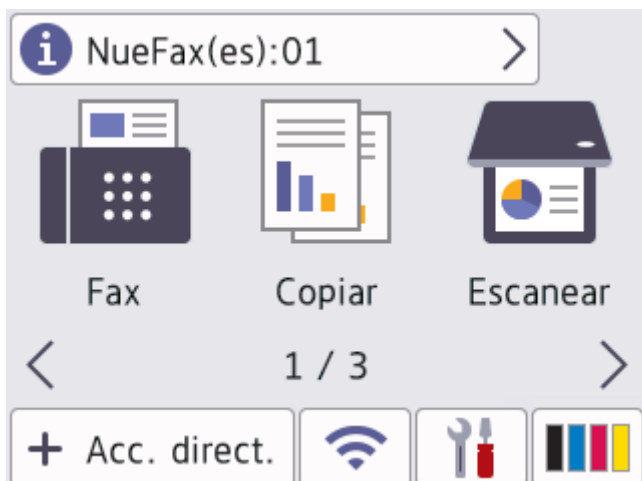 NueFax(es):01
Fax Copiar Escanear
1 / 3
+ Acc. direct.